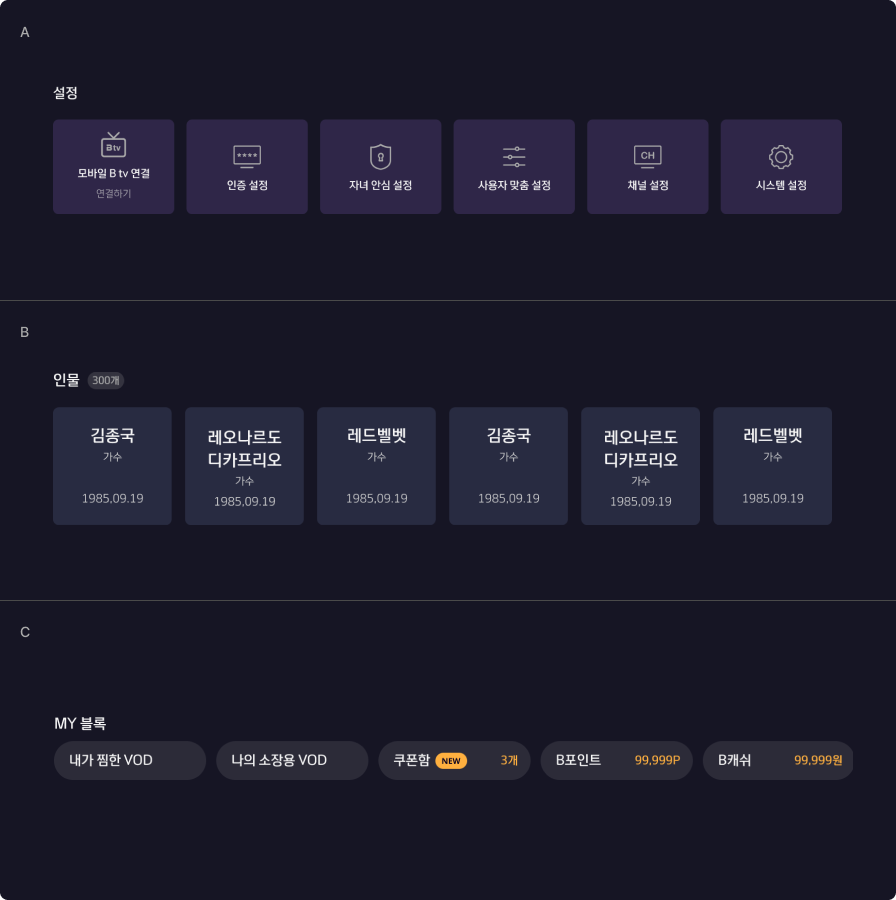 A
설정
B tv
****
CH
모바일 B tv 연결
인증 설정
자녀 안심 설정
사용자 맞춤 설정
채널 설정
시스템 설정
연결하기
B
인물 300개
김종국
가수
1985.09.19
레오나르도
디카프리오
가수
1985.09.19
레드벨벳
가수
1985.09.19
김종국
가수
1985.09.19
레오나르도
디카프리오
가수
1985.09.19
레드벨벳
가수
1985.09.19
C
MY 블록
내가 찜한 VOD
나의 소장용 VOD
쿠폰함 NEW 3개
B포인트 99,999P
B캐쉬 99,999원